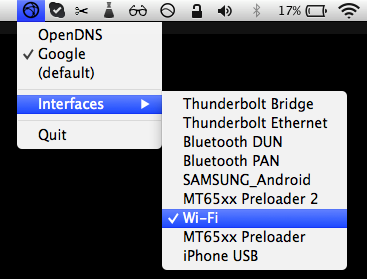 17%
OpenDNS
Google
(default)
Interfaces
Quit
Thunderbolt Bridge
Thunderbolt Ethernet
Bluetooth DUN
Bluetooth PAN
SAMSUNG_Android
MT65xx Preloader 2
Wi-Fi
MT65xx Preloader
iPhone USB